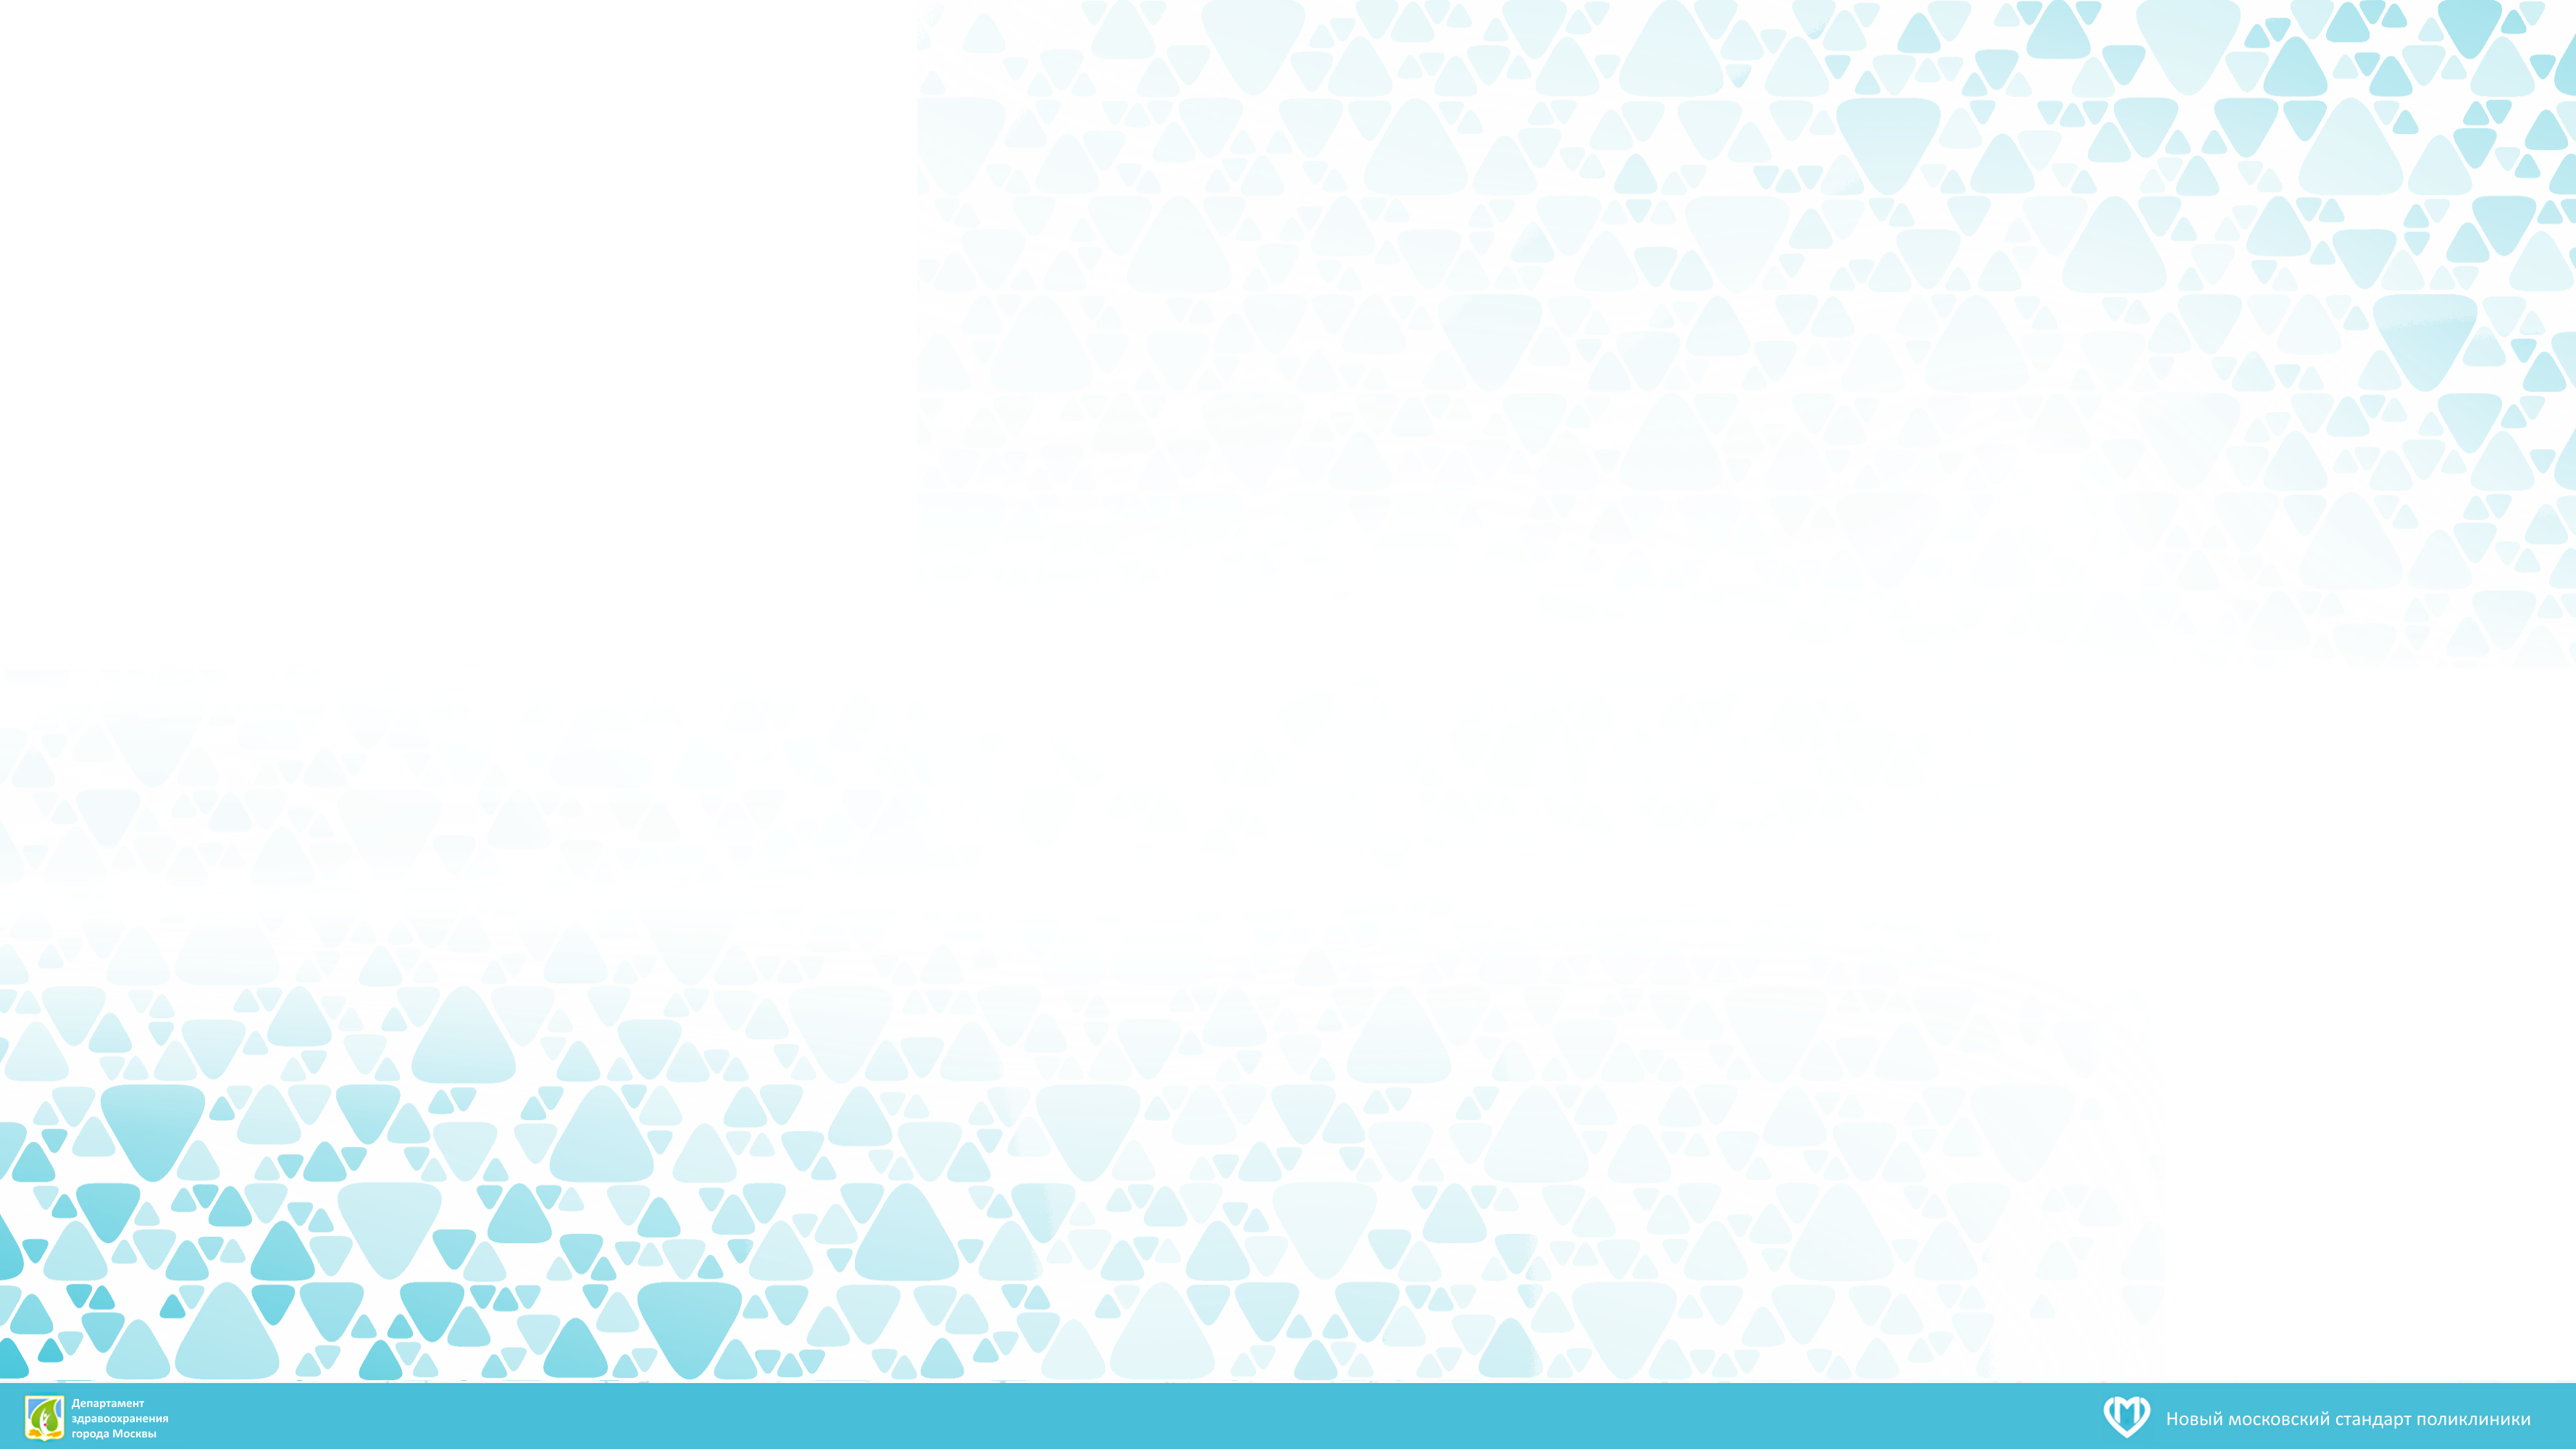 Департамент
здравоохранения
города Москвы
Новый московский стандарт поликлиники